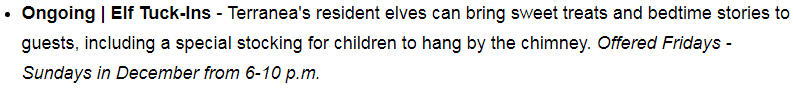 • Ongoing | Elf Tuck-Ins - Terranea's resident elves can bring sweet treats and bedtime stories to
guests, including a special stocking for children to hang by the chimney. Offered Fridays -
Sundays in December from 6-10 p.m.